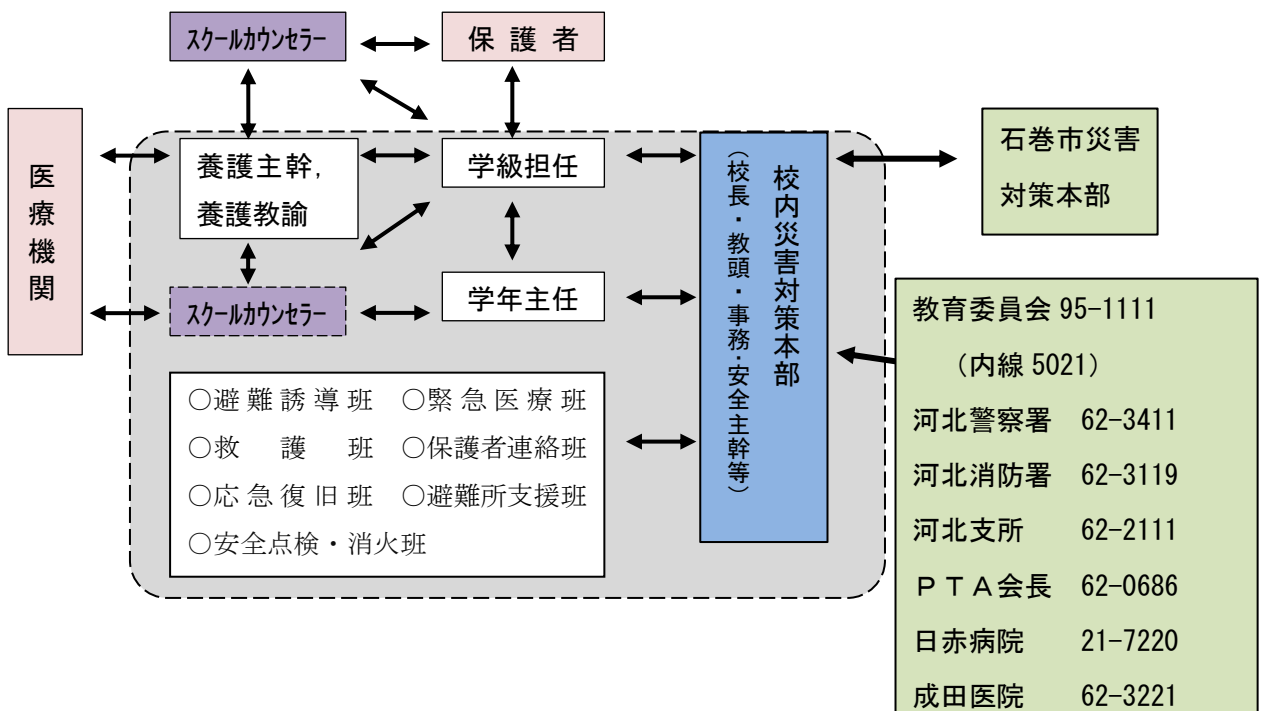 スクールカウンセラー
保護者
医療機関
養護主幹，
養護教諭
学級担任
スクールカウンセラー
学年主任
校内災害対策本部
（校長・教頭・事務・安全主幹等）
石巻市災害
対策本部
○避難誘導班 ○緊急医療班
○救護班 ○保護者連絡班
○応急復旧班 ○避難所支援班
○安全点検・消火班
教育委員会 95-1111
（内線 5021）
河北警察署 62-3411
河北消防署 62-3119
河北支所 62-2111
ＰＴＡ会長 62-0686
日赤病院 21-7220
成田医院 62-3221